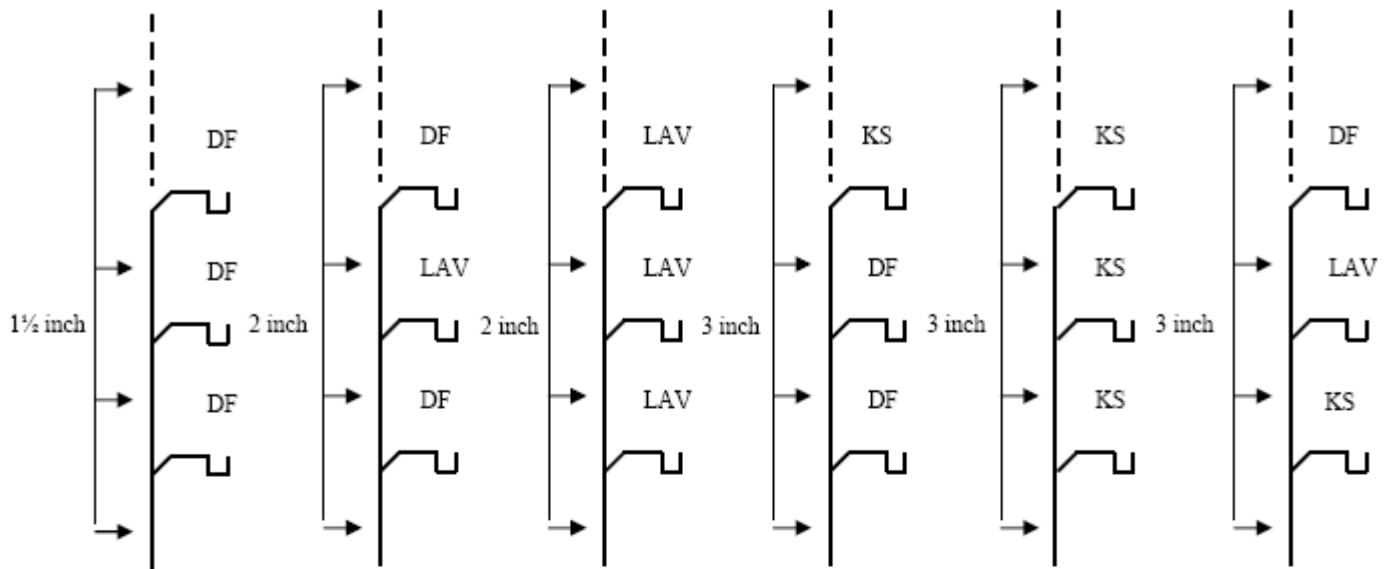 DF DF LAV KS KS DF
DF LAV LAV DF KS LAV
1½ inch 2 inch 2 inch 3 inch 3 inch 3 inch
DF DF LAV DF KS KS